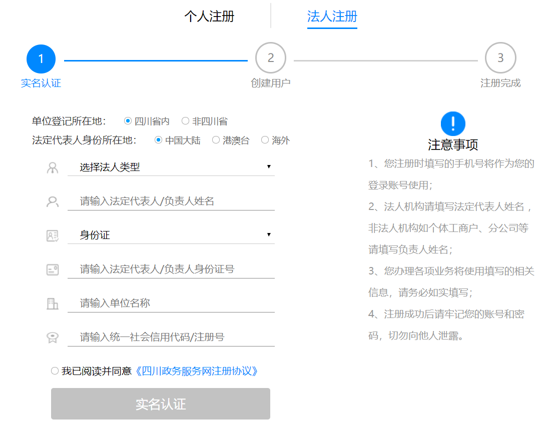 个人注册
法人注册
1
2
3
实名认证
创建用户
注册完成
单位登记所在地： 四川省内 非四川省
法定代表人身份所在地： 中国大陆 港澳台 海外
选择法人类型
请输入法定代表人/负责人姓名
身份证
请输入法定代表人/负责人身份证号
请输入单位名称
请输入统一社会信用代码/注册号
我已阅读并同意《四川政务服务网注册协议》
实名认证
注意事项
1、您注册时填写的手机号将作为您的
登录账号使用；
2、法人机构请填写法定代表人姓名，
非法人机构如个体工商户、分公司等
请填写负责人姓名；
3、您办理各项业务将使用填写的相关
信息，请务必如实填写；
4、注册成功后请牢记您的账号和密
码，切勿向他人泄露。